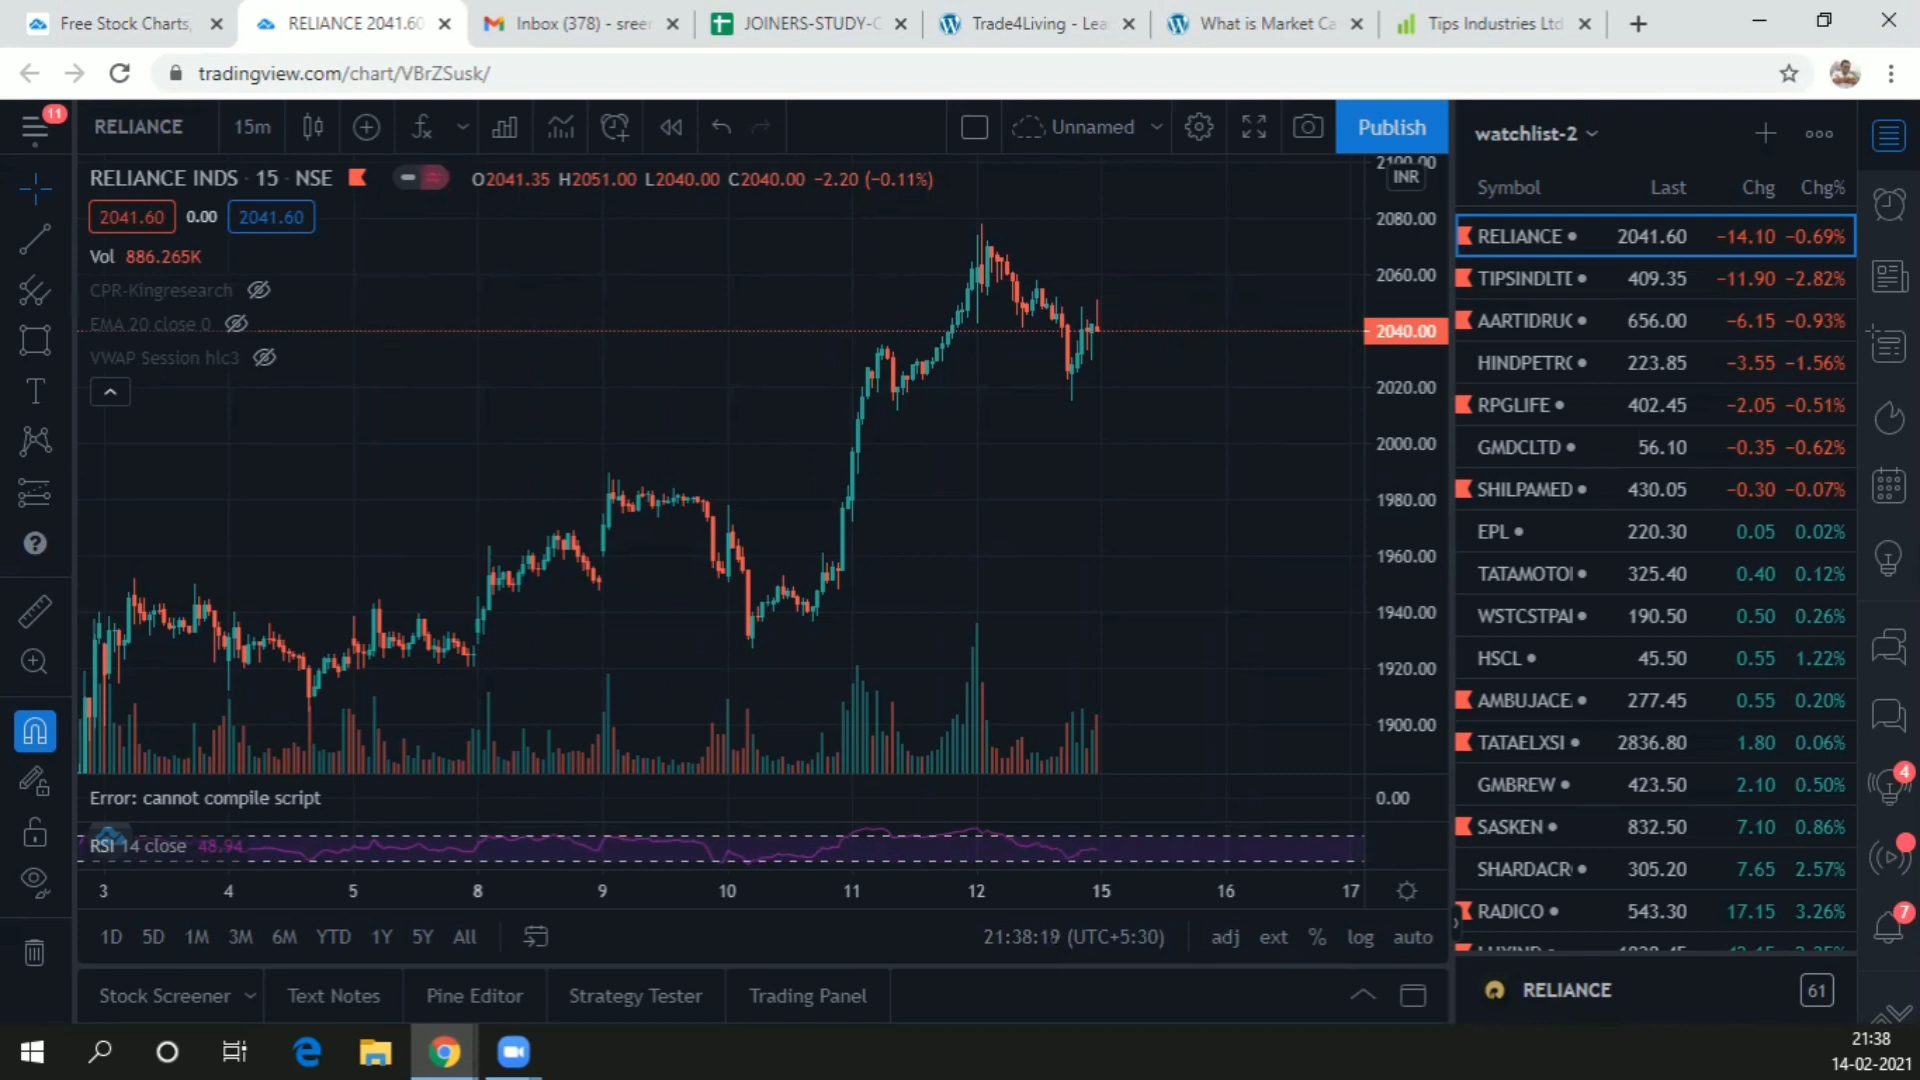 Free Stock Charts,
RELIANCE 2041.60
Inbox (378) - sreer
JOINERS-STUDY-C
Trade4Living - Lea
What is Market Ca
Tips Industries Ltd
tradingview.com/chart/VBrZSusk/
11
RELIANCE 15m
Unnamed
Publish
watchlist-2
RELIANCE INDS · 15 · NSE
O2041.35 H2051.00 L2040.00 C2040.00 −2.20 (−0.11%)
2041.60 0.00 2041.60
Vol 886.265K
CPR-Kingresearch
EMA 20 close 0
VWAP Session hlc3
2100.00
INR
2080.00
2060.00
2040.00
2020.00
2000.00
1980.00
1960.00
1940.00
1920.00
1900.00
Error: cannot compile script
0.00
RSI 14 close 48.94
3 4 5 8 9 10 11 12 15 16 17
1D 5D 1M 3M 6M YTD 1Y 5Y All
21:38:19 (UTC+5:30)
adj ext % log auto
Stock Screener Text Notes Pine Editor Strategy Tester Trading Panel
Symbol Last Chg Chg%
RELIANCE 2041.60 −14.10 −0.69%
TIPSINDLTD 409.35 −11.90 −2.82%
AARTIDRUG 656.00 −6.15 −0.93%
HINDPETRO 223.85 −3.55 −1.56%
RPGLIFE 402.45 −2.05 −0.51%
GMDCLTD 56.10 −0.35 −0.62%
SHILPAMED 430.05 −0.30 −0.07%
EPL 220.30 0.05 0.02%
TATAMOTO 325.40 0.40 0.12%
WSTCSTPAI 190.50 0.50 0.26%
HSCL 45.50 0.55 1.22%
AMBUJACE 277.45 0.55 0.20%
TATAELXSI 2836.80 1.80 0.06%
GMBREW 423.50 2.10 0.50%
SASKEN 832.50 7.10 0.86%
SHARDACR 305.20 7.65 2.57%
RADICO 543.30 17.15 3.26%
RELIANCE
61
4
7
21:38
14-02-2021